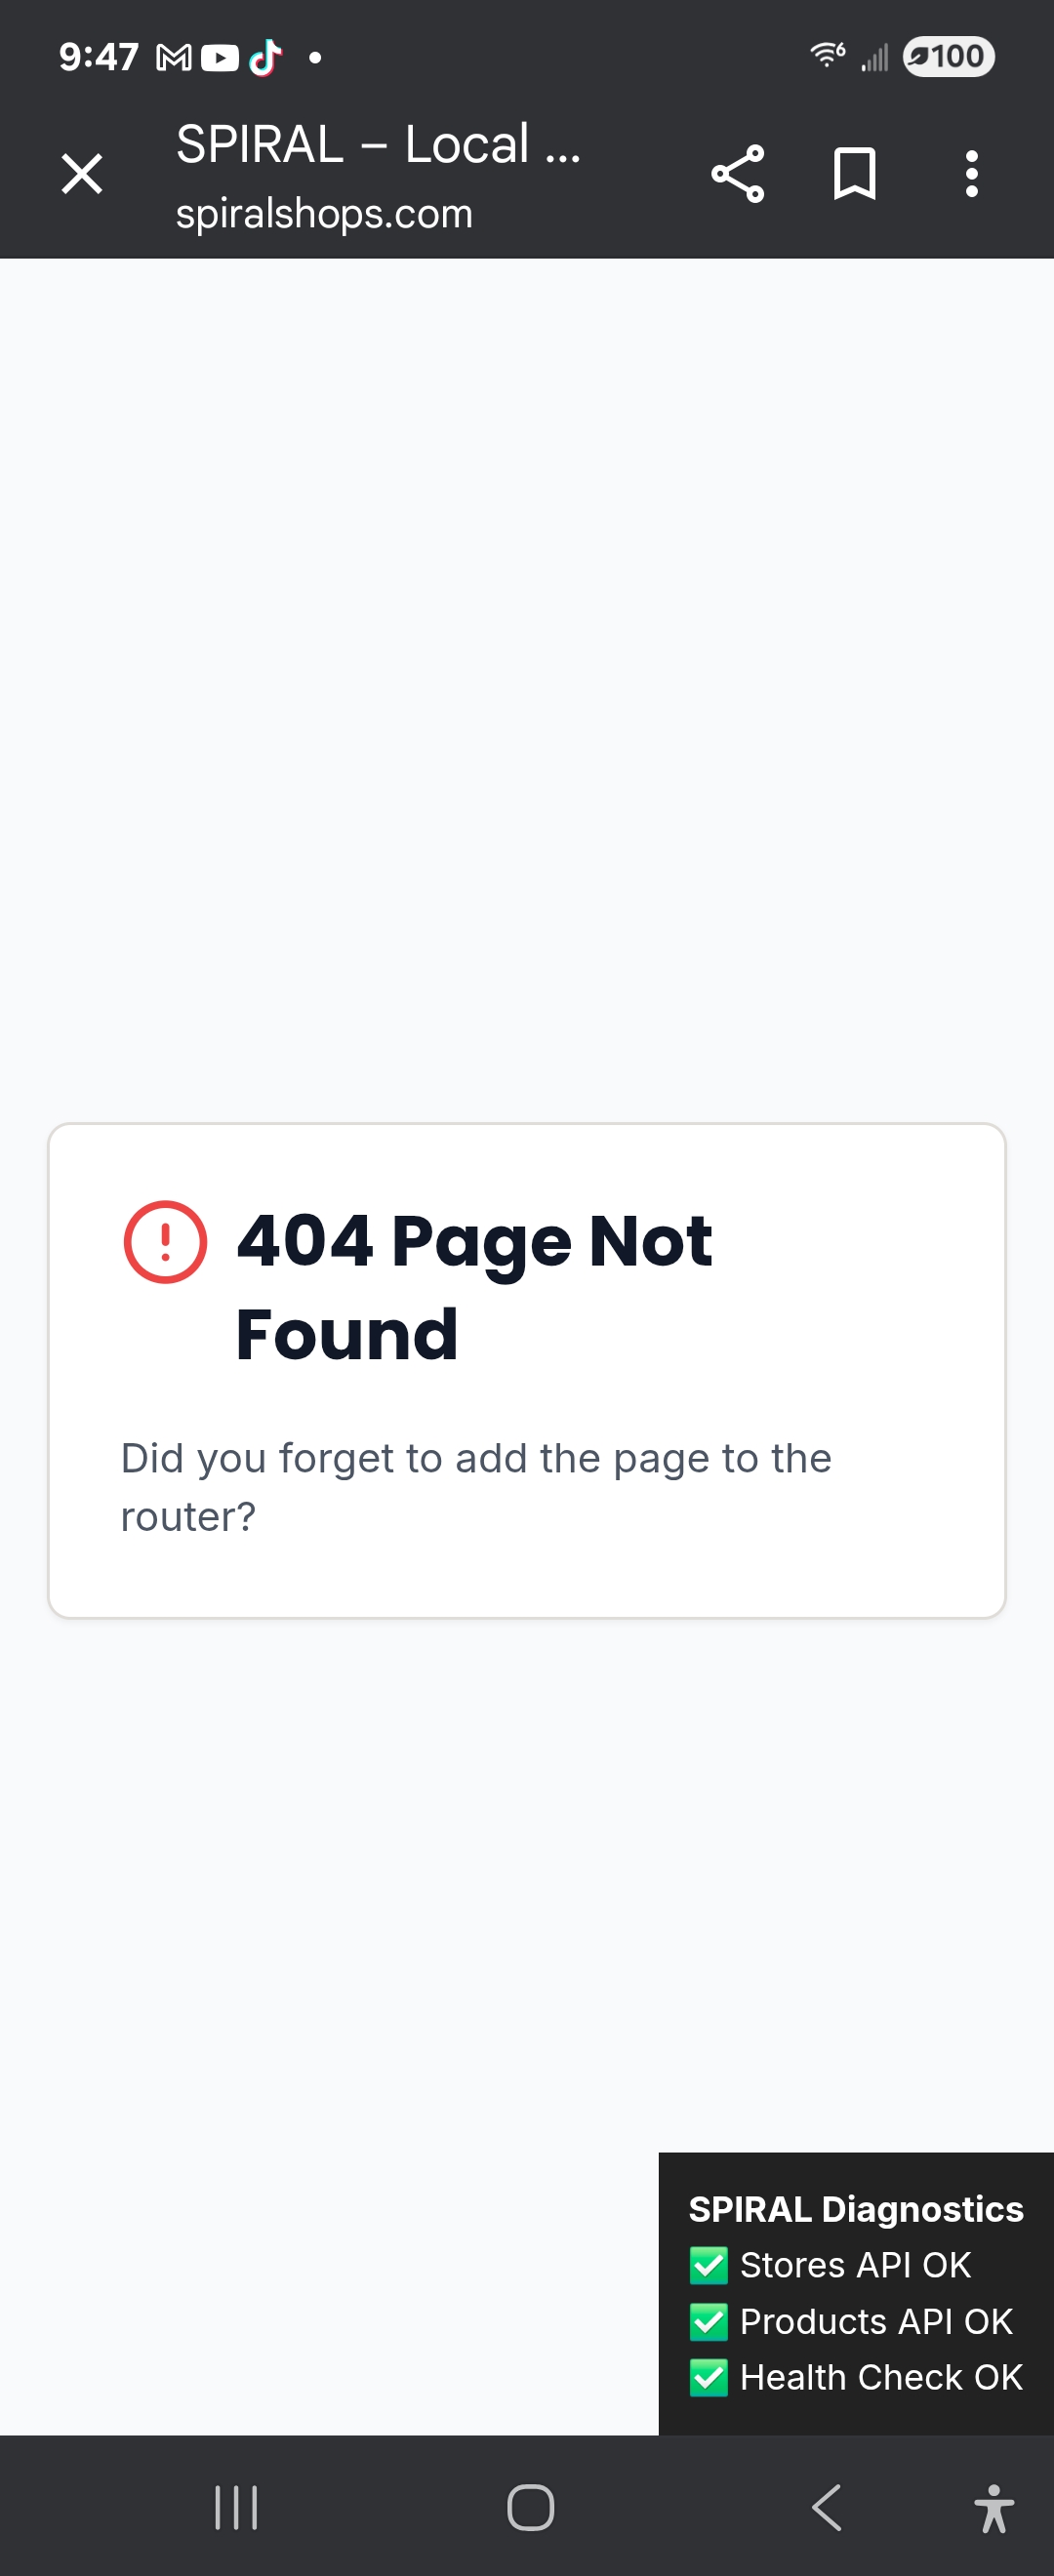 9:47
6
100
SPIRAL – Local ...
spiralshops.com
404 Page Not
Found
Did you forget to add the page to the
router?
SPIRAL Diagnostics
✅ Stores API OK
✅ Products API OK
✅ Health Check OK